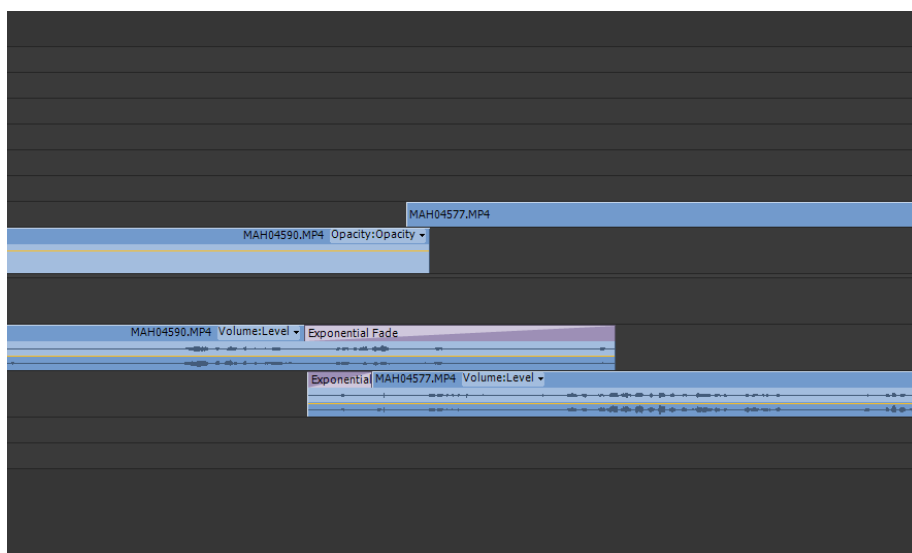 MAH04577.MP4
MAH04590.MP4 Opacity:Opacity
MAH04590.MP4 Volume:Level Exponential Fade
Exponential MAH04577.MP4 Volume:Level